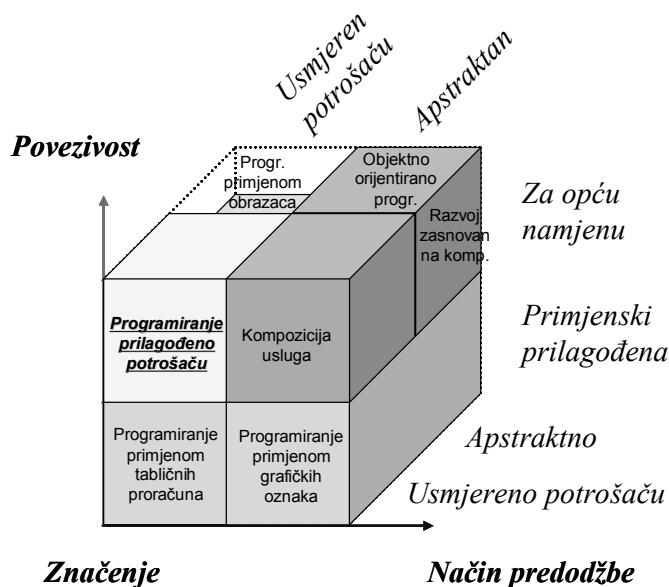 Usmjeren
potrošaču
Apstraktan
Povezivost
Progr.
primjenom
obrazaca
Objektno
orijentirano
progr.
Razvoj
zasnovan
na komp.
Za opću
namjenu
Programiranje
prilagođeno
potrošaču
Kompozicija
usluga
Primjenski
prilagođena
Programiranje
primjenom
tabličnih
proračuna
Programiranje
primjenom
grafičkih
oznaka
Apstraktno
Usmjereno potrošaču
Značenje
Način predodžbe